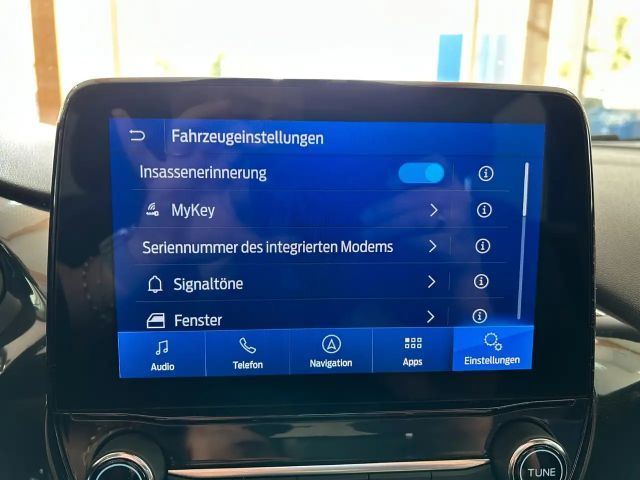 Fahrzeugeinstellungen
Insassenerinnerung
MyKey
Seriennummer des integrierten Modems
Signaltöne
Fenster
Audio
Telefon
Navigation
Apps
Einstellungen
TUNE